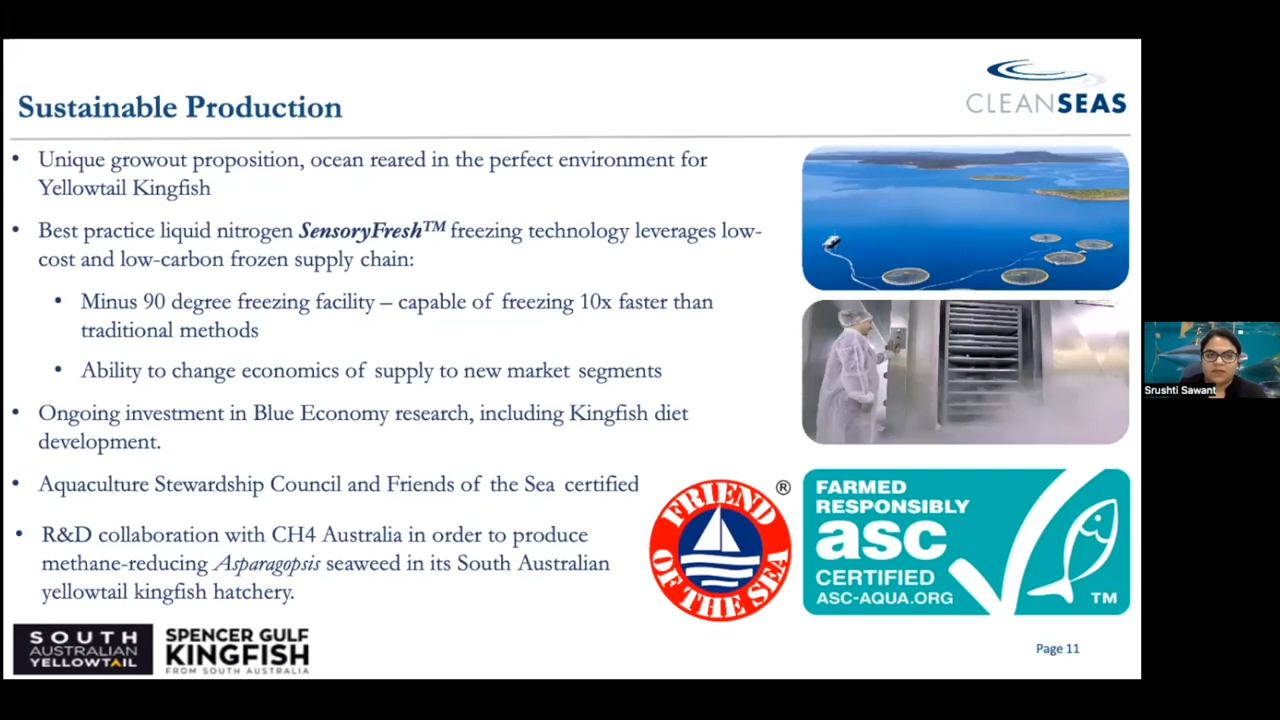 CLEANSEAS
Sustainable Production
• Unique growout proposition, ocean reared in the perfect environment for
Yellowtail Kingfish
• Best practice liquid nitrogen SensoryFresh™ freezing technology leverages low-
cost and low-carbon frozen supply chain:
• Minus 90 degree freezing facility – capable of freezing 10x faster than
traditional methods
• Ability to change economics of supply to new market segments
• Ongoing investment in Blue Economy research, including Kingfish diet
development.
• Aquaculture Stewardship Council and Friends of the Sea certified
• R&D collaboration with CH4 Australia in order to produce
methane-reducing Asparagopsis seaweed in its South Australian
yellowtail kingfish hatchery.
FRIEND
OF THE SEA
®
FARMED
RESPONSIBLY
asc
CERTIFIED
ASC-AQUA.ORG
TM
SOUTH
AUSTRALIAN
YELLOWTAIL
SPENCER GULF
KINGFISH
FROM SOUTH AUSTRALIA
Page 11
Srushti Sawant